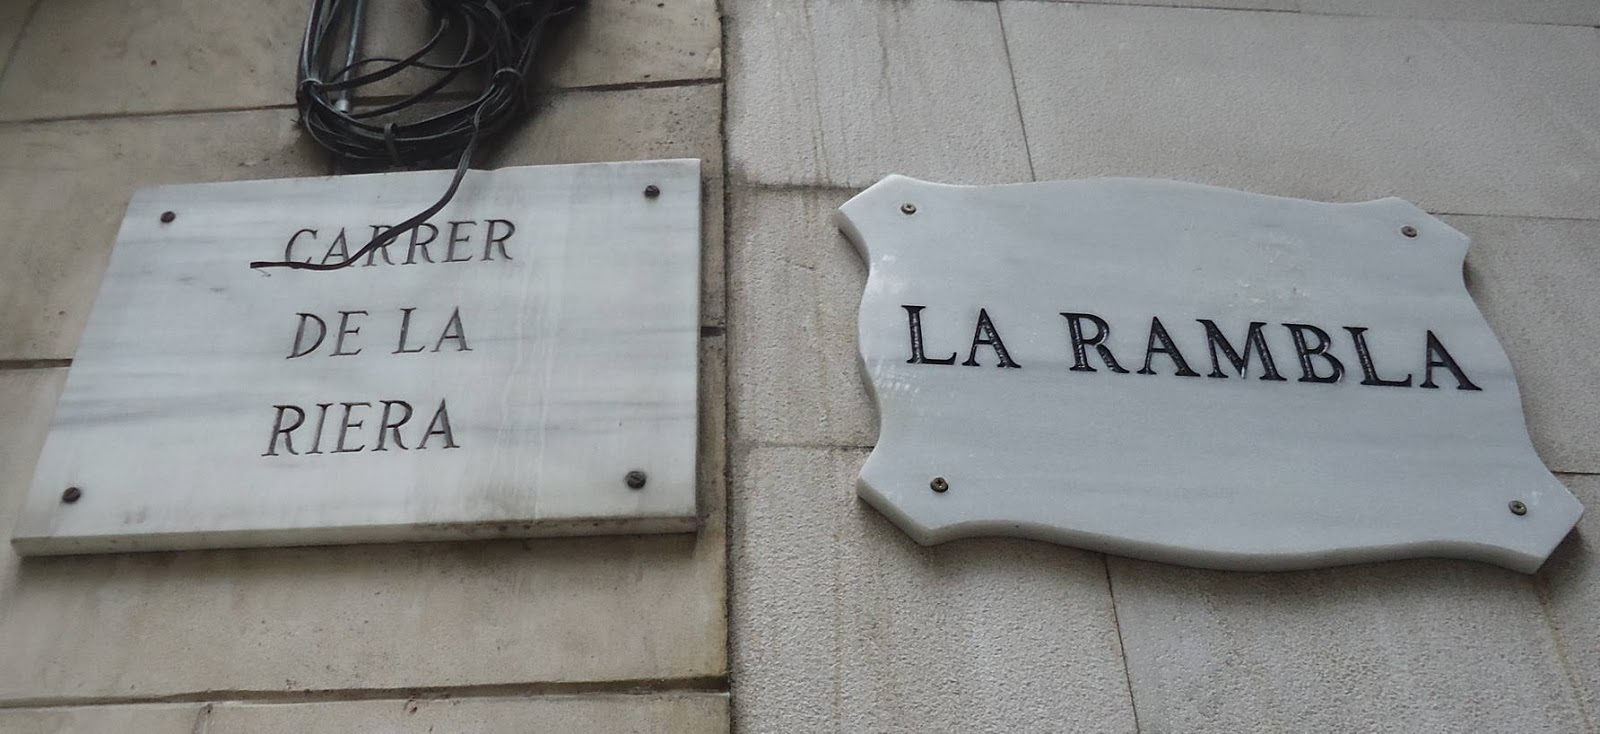 CARRER
DE LA
RIERA
LA RAMBLA